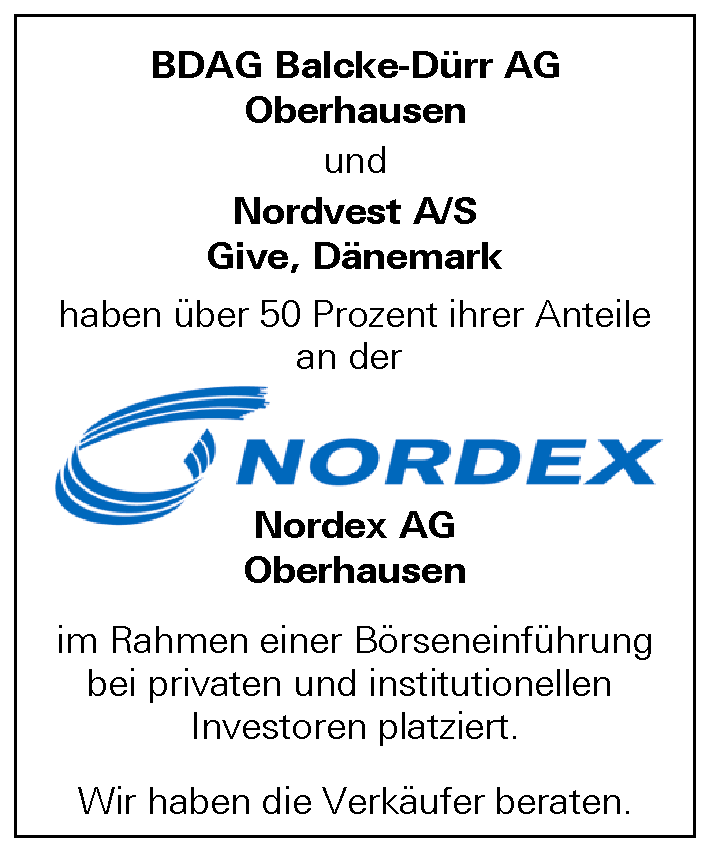 BDAG Balcke-Dürr AG
Oberhausen
und
Nordvest A/S
Give, Dänemark
haben über 50 Prozent ihrer Anteile
an der
NORDEX
Nordex AG
Oberhausen
im Rahmen einer Börseneinführung
bei privaten und institutionellen
Investoren platziert.
Wir haben die Verkäufer beraten.